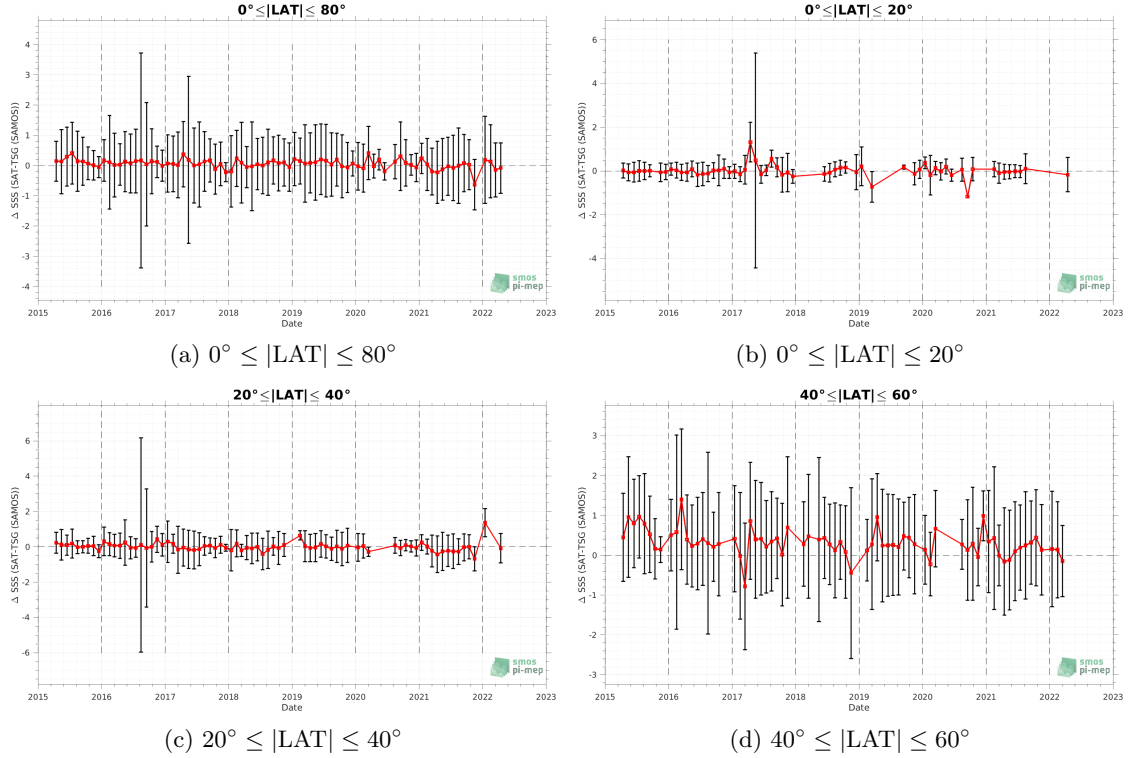 0°≤|LAT|≤ 80°
Δ SSS (SAT-TSG (SAMOS))
4
3
2
1
0
-1
-2
-3
-4
2015 2016 2017 2018 2019 2020 2021 2022 2023
Date
smos
pi-mep
(a) 0° ≤ |LAT| ≤ 80°
0°≤|LAT|≤ 20°
Δ SSS (SAT-TSG (SAMOS))
6
4
2
0
-2
-4
2015 2016 2017 2018 2019 2020 2021 2022 2023
Date
smos
pi-mep
(b) 0° ≤ |LAT| ≤ 20°
20°≤|LAT|≤ 40°
Δ SSS (SAT-TSG (SAMOS))
6
4
2
0
-2
-4
-6
2015 2016 2017 2018 2019 2020 2021 2022 2023
Date
smos
pi-mep
(c) 20° ≤ |LAT| ≤ 40°
40°≤|LAT|≤ 60°
Δ SSS (SAT-TSG (SAMOS))
3
2
1
0
-1
-2
-3
2015 2016 2017 2018 2019 2020 2021 2022 2023
Date
smos
pi-mep
(d) 40° ≤ |LAT| ≤ 60°